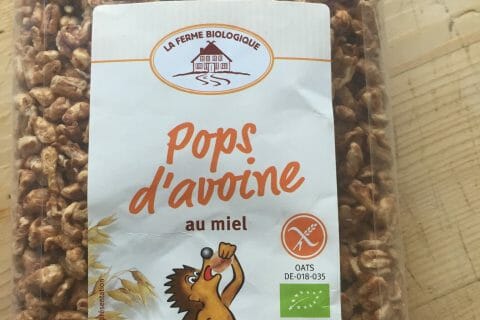 LA FERME BIOLOGIQUE
Pops
d'avoine
au miel
OATS
DE-018-035